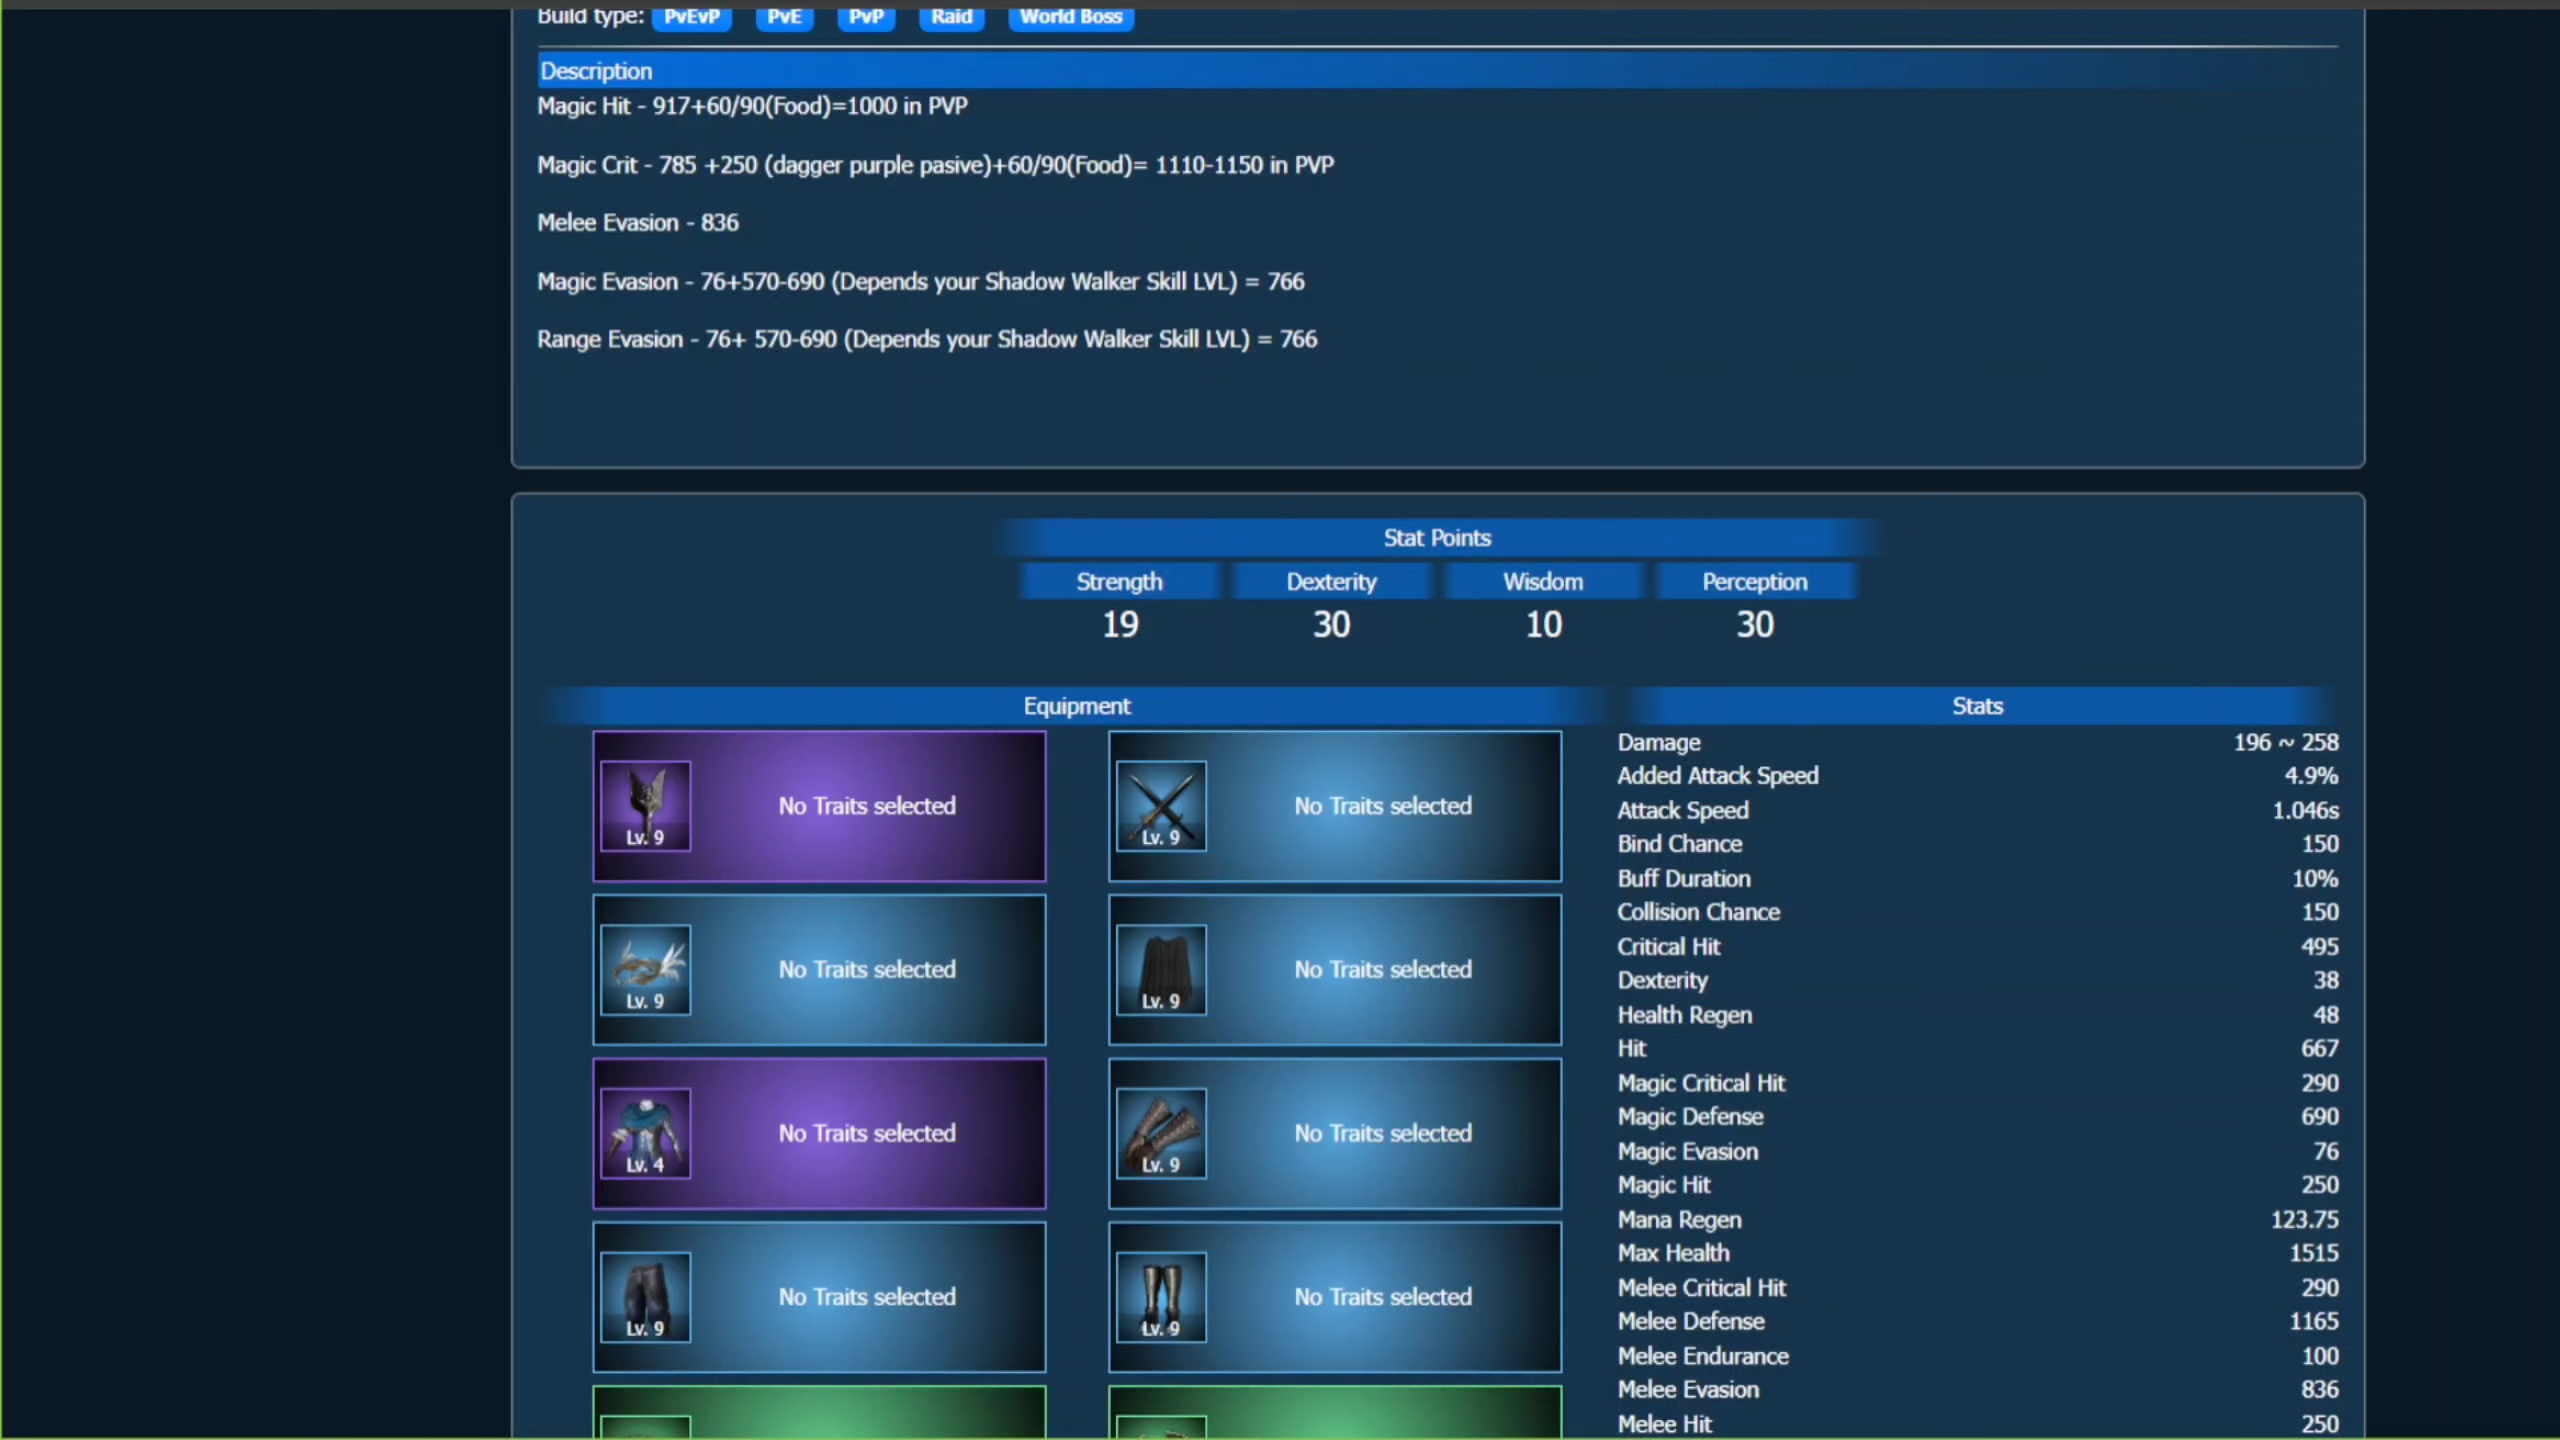 Build type: PvEvP PvE PvP Raid World Boss
Description
Magic Hit - 917+60/90(Food)=1000 in PVP
Magic Crit - 785 +250 (dagger purple pasive)+60/90(Food)= 1110-1150 in PVP
Melee Evasion - 836
Magic Evasion - 76+570-690 (Depends your Shadow Walker Skill LVL) = 766
Range Evasion - 76+ 570-690 (Depends your Shadow Walker Skill LVL) = 766
Stat Points
Strength Dexterity Wisdom Perception
19 30 10 30
Equipment
Lv. 9 No Traits selected
Lv. 9 No Traits selected
Lv. 9 No Traits selected
Lv. 9 No Traits selected
Lv. 4 No Traits selected
Lv. 9 No Traits selected
Lv. 9 No Traits selected
Lv. 9 No Traits selected
Stats
Damage 196 ~ 258
Added Attack Speed 4.9%
Attack Speed 1.046s
Bind Chance 150
Buff Duration 10%
Collision Chance 150
Critical Hit 495
Dexterity 38
Health Regen 48
Hit 667
Magic Critical Hit 290
Magic Defense 690
Magic Evasion 76
Magic Hit 250
Mana Regen 123.75
Max Health 1515
Melee Critical Hit 290
Melee Defense 1165
Melee Endurance 100
Melee Evasion 836
Melee Hit 250